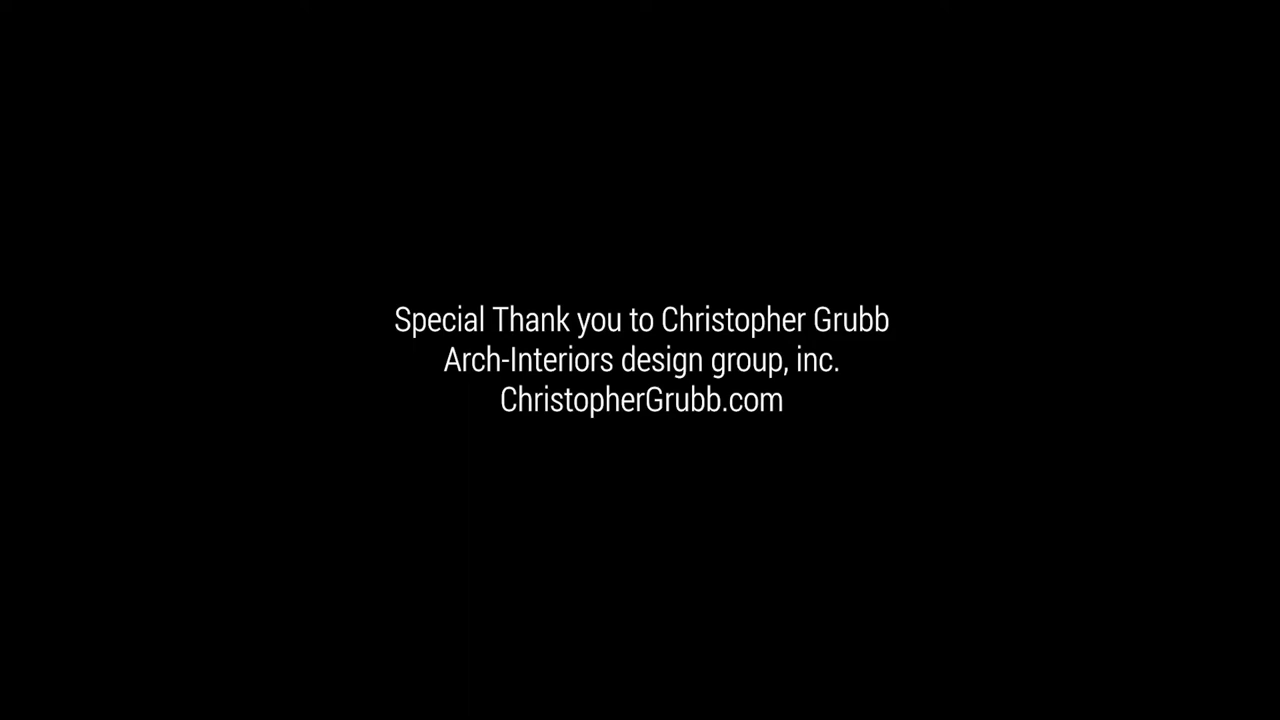 Special Thank you to Christopher Grubb
Arch-Interiors design group, inc.
ChristopherGrubb.com